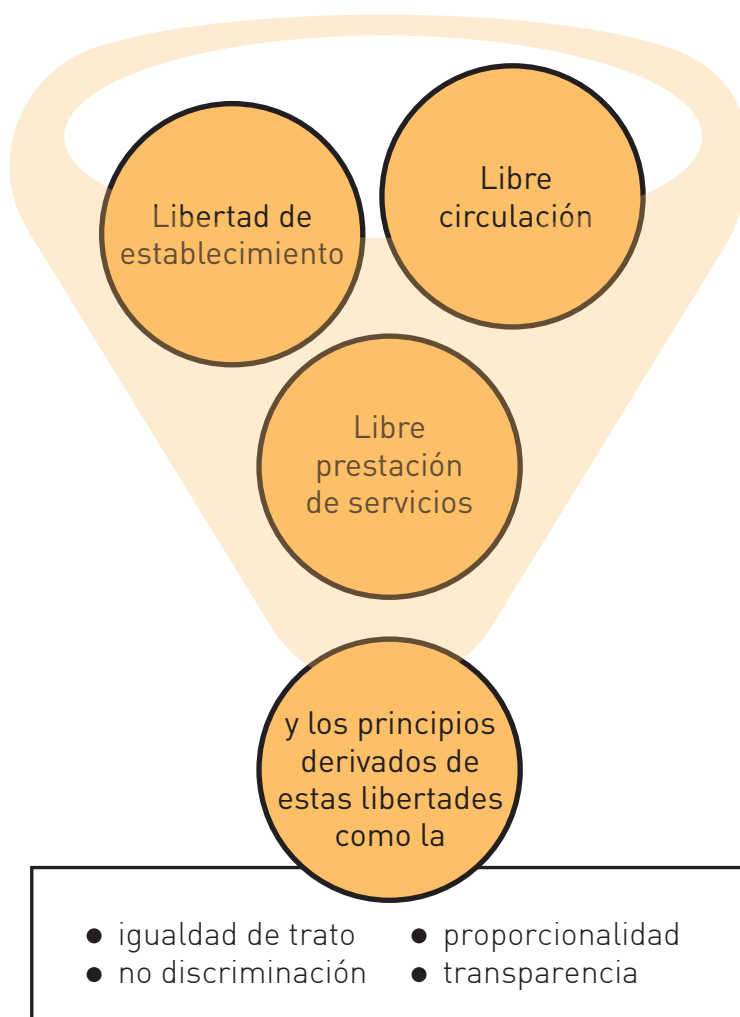 Libertad de
establecimiento
Libre
circulación
Libre
prestación
de servicios
y los principios
derivados de
estas libertades
como la
● igualdad de trato
● no discriminación
● proporcionalidad
● transparencia